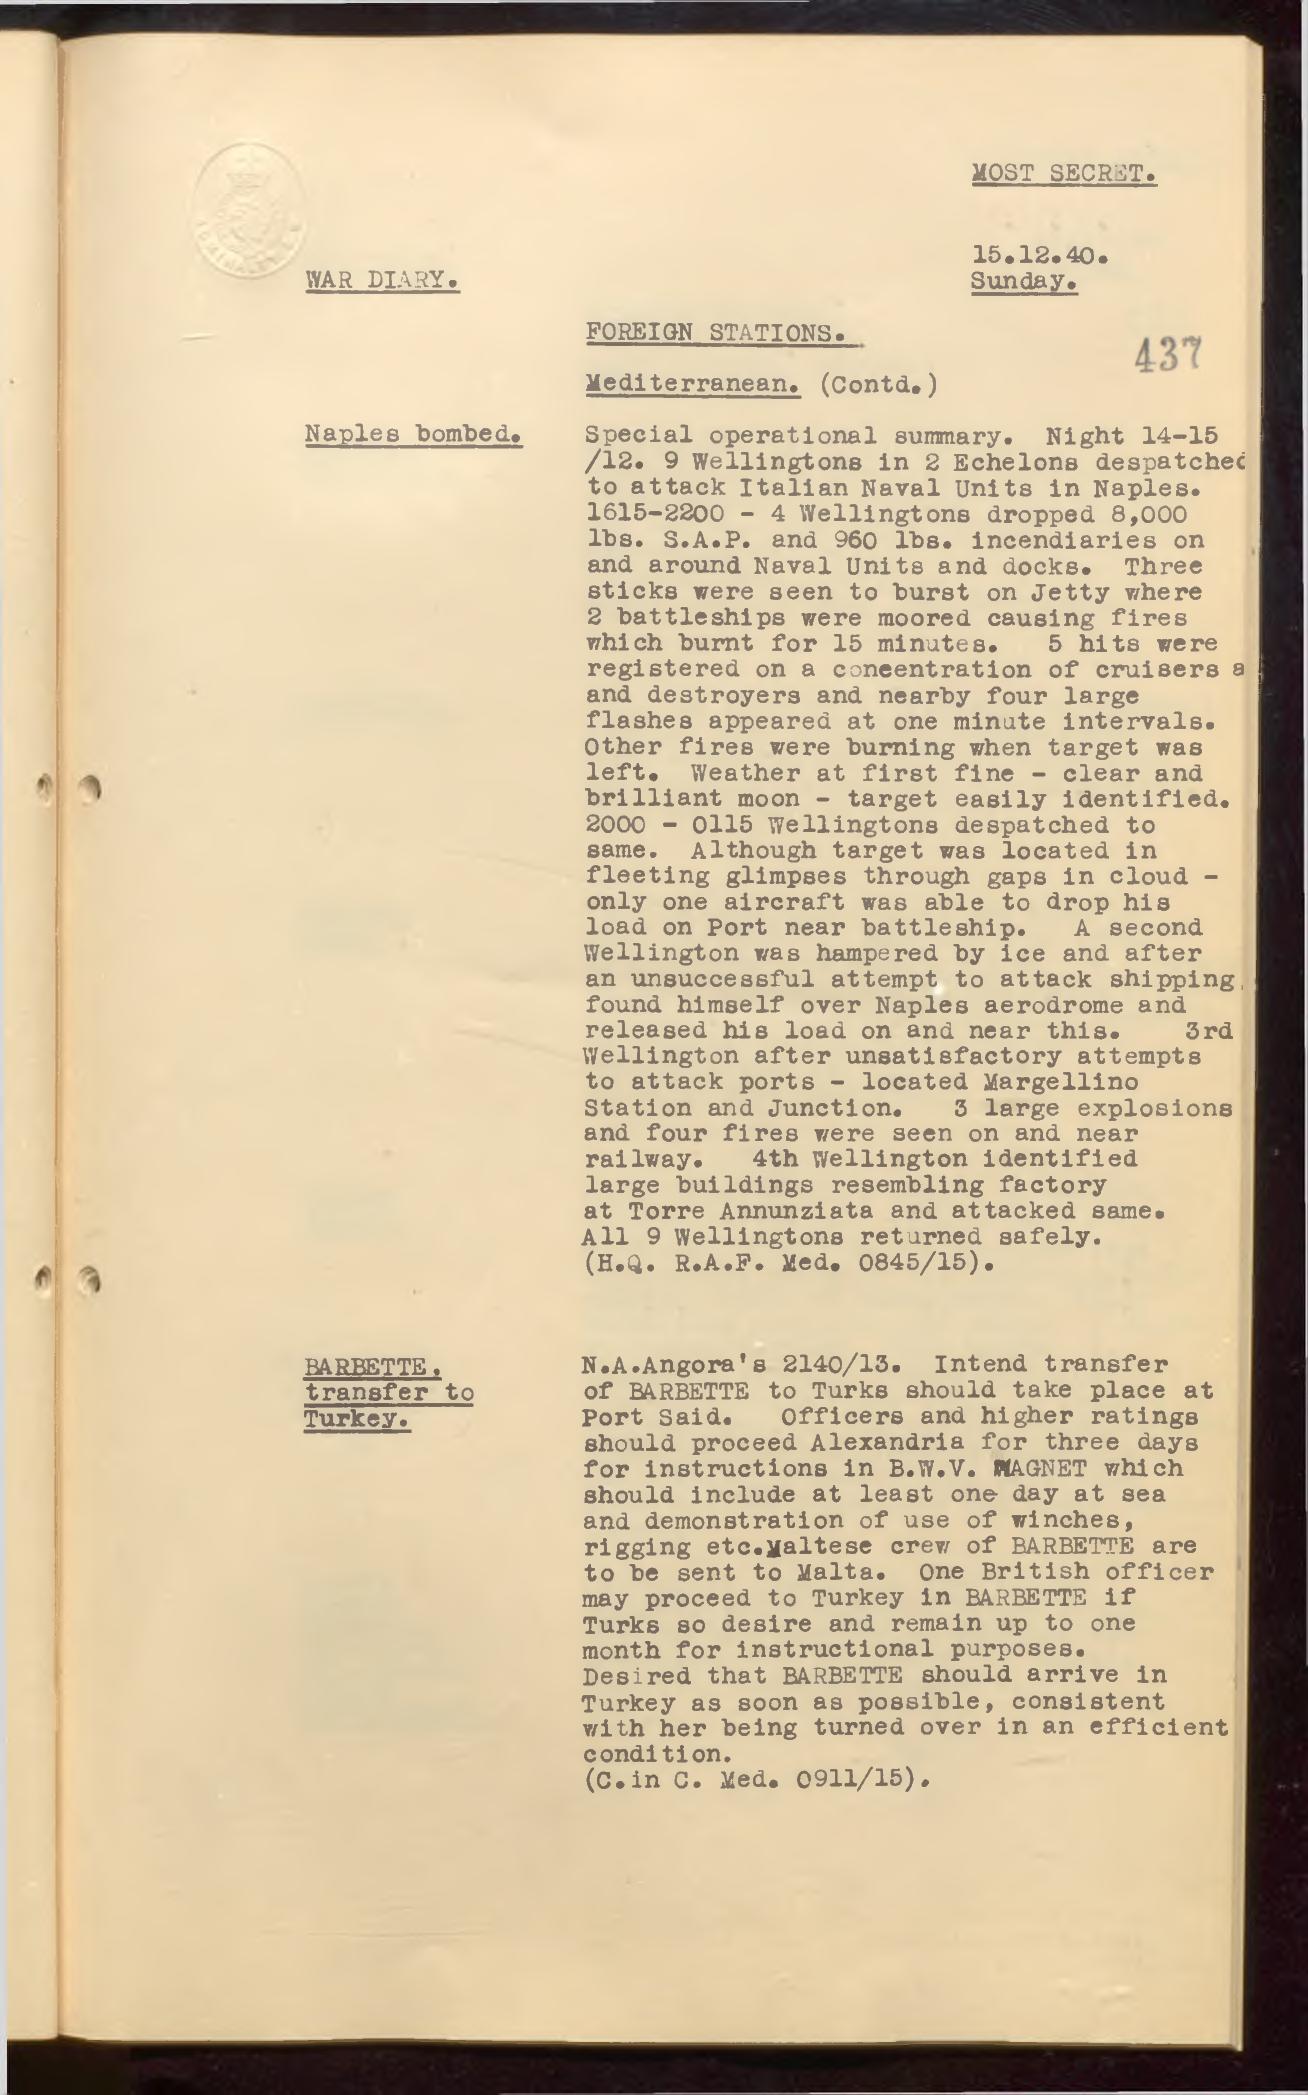 MOST SECRET.
15.12.40.
Sunday.
WAR DIARY.
FOREIGN STATIONS.
437
Mediterranean. (Contd.)
Naples bombed.
Special operational summary. Night 14-15
/12. 9 Wellingtons in 2 Echelons despatched
to attack Italian Naval Units in Naples.
1615-2200 - 4 Wellingtons dropped 8,000
lbs. S.A.P. and 960 lbs. incendiaries on
and around Naval Units and docks. Three
sticks were seen to burst on Jetty where
2 battleships were moored causing fires
which burnt for 15 minutes. 5 hits were
registered on a coneentration of cruisers a
and destroyers and nearby four large
flashes appeared at one minute intervals.
Other fires were burning when target was
left. Weather at first fine - clear and
brilliant moon - target easily identified.
2000 - 0115 Wellingtons despatched to
same. Although target was located in
fleeting glimpses through gaps in cloud -
only one aircraft was able to drop his
load on Port near battleship. A second
Wellington was hampered by ice and after
an unsuccessful attempt to attack shipping
found himself over Naples aerodrome and
released his load on and near this. 3rd
Wellington after unsatisfactory attempts
to attack ports - located Margellino
Station and Junction. 3 large explosions
and four fires were seen on and near
railway. 4th Wellington identified
large buildings resembling factory
at Torre Annunziata and attacked same.
All 9 Wellingtons returned safely.
(H.Q. R.A.F. Med. 0845/15).
BARBETTE.
transfer to
Turkey.
N.A.Angora's 2140/13. Intend transfer
of BARBETTE to Turks should take place at
Port Said. Officers and higher ratings
should proceed Alexandria for three days
for instructions in B.W.V. MAGNET which
should include at least one day at sea
and demonstration of use of winches,
rigging etc.Maltese crew of BARBETTE are
to be sent to Malta. One British officer
may proceed to Turkey in BARBETTE if
Turks so desire and remain up to one
month for instructional purposes.
Desired that BARBETTE should arrive in
Turkey as soon as possible, consistent
with her being turned over in an efficient
condition.
(C.in C. Med. 0911/15).